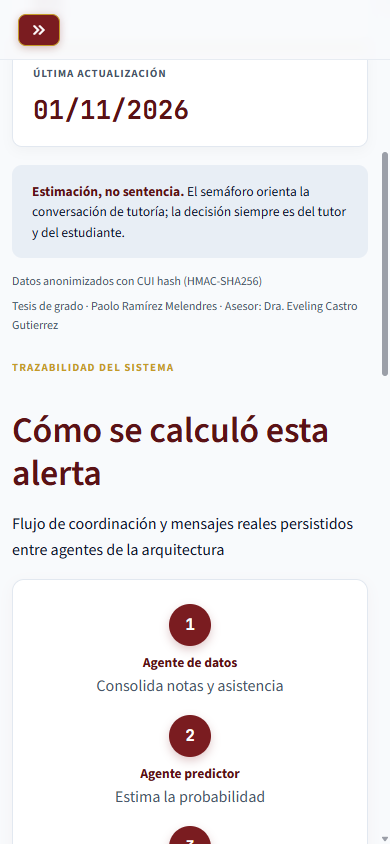 ÚLTIMA ACTUALIZACIÓN
01/11/2026
Estimación, no sentencia. El semáforo orienta la
conversación de tutoría; la decisión siempre es del tutor
y del estudiante.
Datos anonimizados con CUI hash (HMAC-SHA256)
Tesis de grado · Paolo Ramírez Melendres · Asesor: Dra. Eveling Castro
Gutierrez
TRAZABILIDAD DEL SISTEMA
Cómo se calculó esta
alerta
Flujo de coordinación y mensajes reales persistidos
entre agentes de la arquitectura
1
Agente de datos
Consolida notas y asistencia
2
Agente predictor
Estima la probabilidad
3